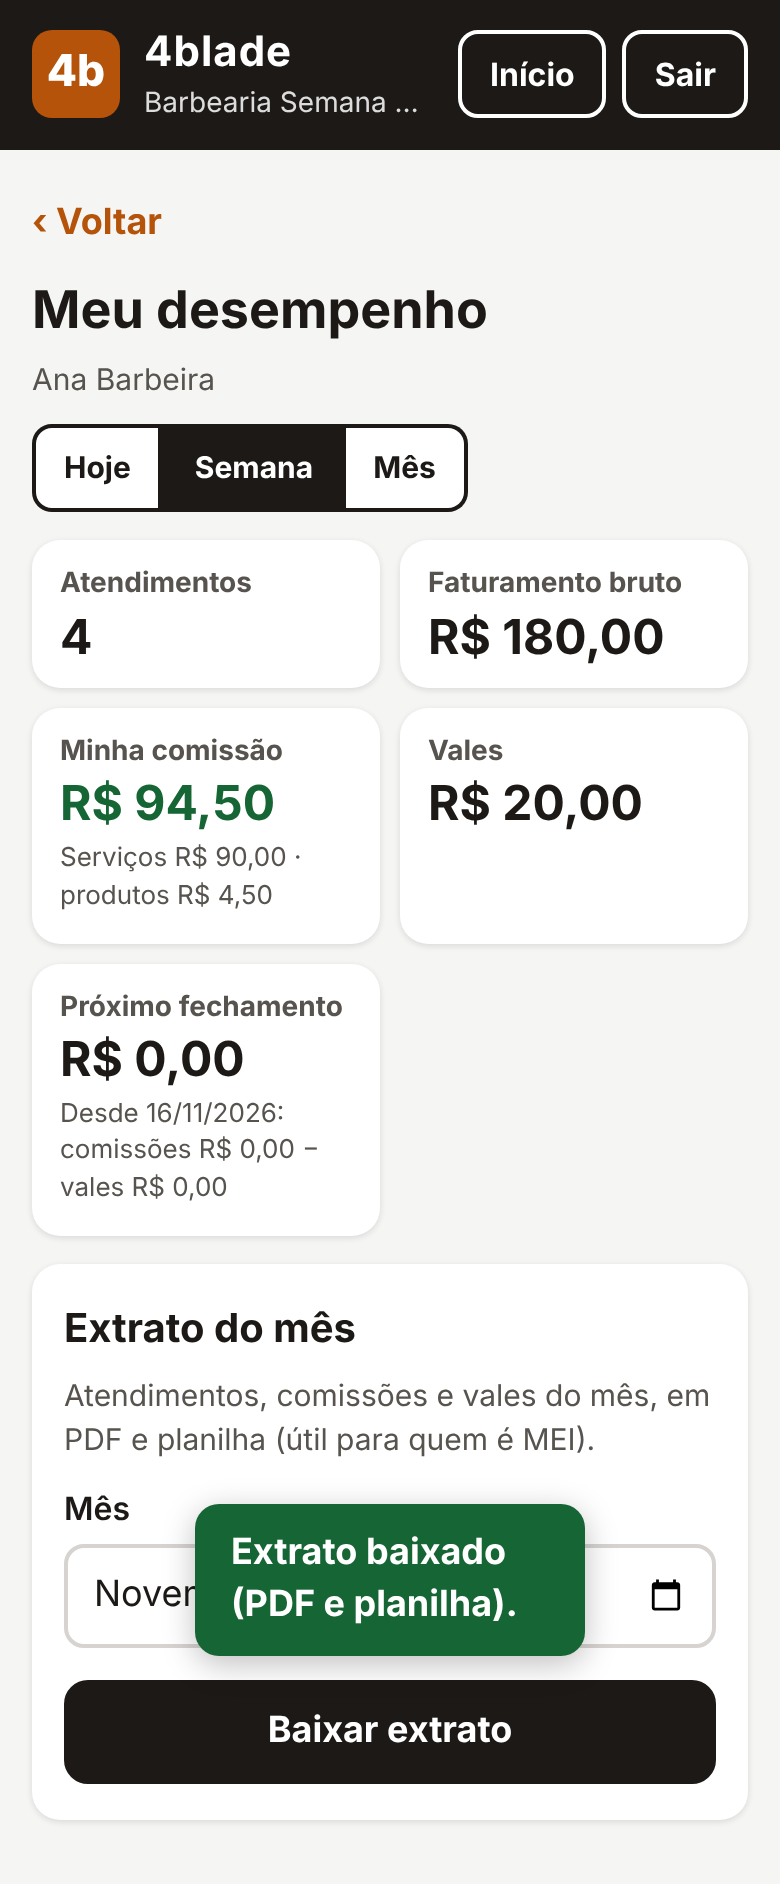 4b
4blade
Barbearia Semana ...
Início
Sair
‹ Voltar
Meu desempenho
Ana Barbeira
Hoje
Semana
Mês
Atendimentos
4
Faturamento bruto
R$ 180,00
Minha comissão
R$ 94,50
Serviços R$ 90,00 ·
produtos R$ 4,50
Vales
R$ 20,00
Próximo fechamento
R$ 0,00
Desde 16/11/2026:
comissões R$ 0,00 −
vales R$ 0,00
Extrato do mês
Atendimentos, comissões e vales do mês, em
PDF e planilha (útil para quem é MEI).
Mês
Extrato baixado
(PDF e planilha).
Baixar extrato